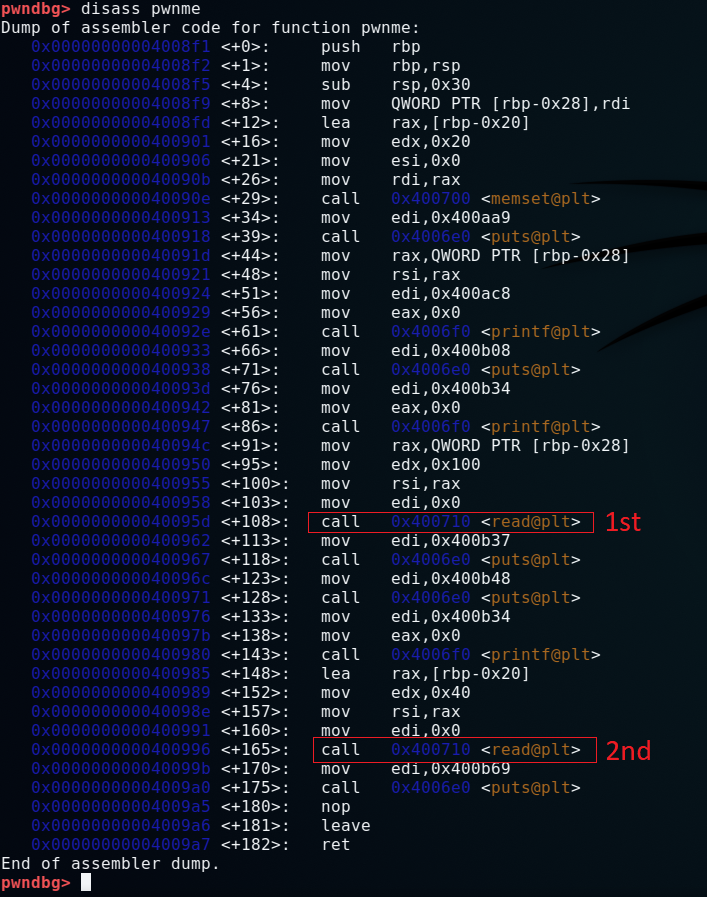 pwndbg> disass pwnme
Dump of assembler code for function pwnme:
0x00000000004008f1 <+0>: push rbp
0x00000000004008f2 <+1>: mov rbp,rsp
0x00000000004008f5 <+4>: sub rsp,0x30
0x00000000004008f9 <+8>: mov QWORD PTR [rbp-0x28],rdi
0x00000000004008fd <+12>: lea rax,[rbp-0x20]
0x0000000000400901 <+16>: mov edx,0x20
0x0000000000400906 <+21>: mov esi,0x0
0x000000000040090b <+26>: mov rdi,rax
0x000000000040090e <+29>: call 0x400700 <memset@plt>
0x0000000000400913 <+34>: mov edi,0x400aa9
0x0000000000400918 <+39>: call 0x4006e0 <puts@plt>
0x000000000040091d <+44>: mov rax,QWORD PTR [rbp-0x28]
0x0000000000400921 <+48>: mov rsi,rax
0x0000000000400924 <+51>: mov edi,0x400ac8
0x0000000000400929 <+56>: mov eax,0x0
0x000000000040092e <+61>: call 0x4006f0 <printf@plt>
0x0000000000400933 <+66>: mov edi,0x400b08
0x0000000000400938 <+71>: call 0x4006e0 <puts@plt>
0x000000000040093d <+76>: mov edi,0x400b34
0x0000000000400942 <+81>: mov eax,0x0
0x0000000000400947 <+86>: call 0x4006f0 <printf@plt>
0x000000000040094c <+91>: mov rax,QWORD PTR [rbp-0x28]
0x0000000000400950 <+95>: mov edx,0x100
0x0000000000400955 <+100>: mov rsi,rax
0x0000000000400958 <+103>: mov edi,0x0
0x000000000040095d <+108>: call 0x400710 <read@plt> 1st
0x0000000000400962 <+113>: mov edi,0x400b37
0x0000000000400967 <+118>: call 0x4006e0 <puts@plt>
0x000000000040096c <+123>: mov edi,0x400b48
0x0000000000400971 <+128>: call 0x4006e0 <puts@plt>
0x0000000000400976 <+133>: mov edi,0x400b34
0x000000000040097b <+138>: mov eax,0x0
0x0000000000400980 <+143>: call 0x4006f0 <printf@plt>
0x0000000000400985 <+148>: lea rax,[rbp-0x20]
0x0000000000400989 <+152>: mov edx,0x40
0x000000000040098e <+157>: mov rsi,rax
0x0000000000400991 <+160>: mov edi,0x0
0x0000000000400996 <+165>: call 0x400710 <read@plt> 2nd
0x000000000040099b <+170>: mov edi,0x400b69
0x00000000004009a0 <+175>: call 0x4006e0 <puts@plt>
0x00000000004009a5 <+180>: nop
0x00000000004009a6 <+181>: leave
0x00000000004009a7 <+182>: ret
End of assembler dump.
pwndbg>